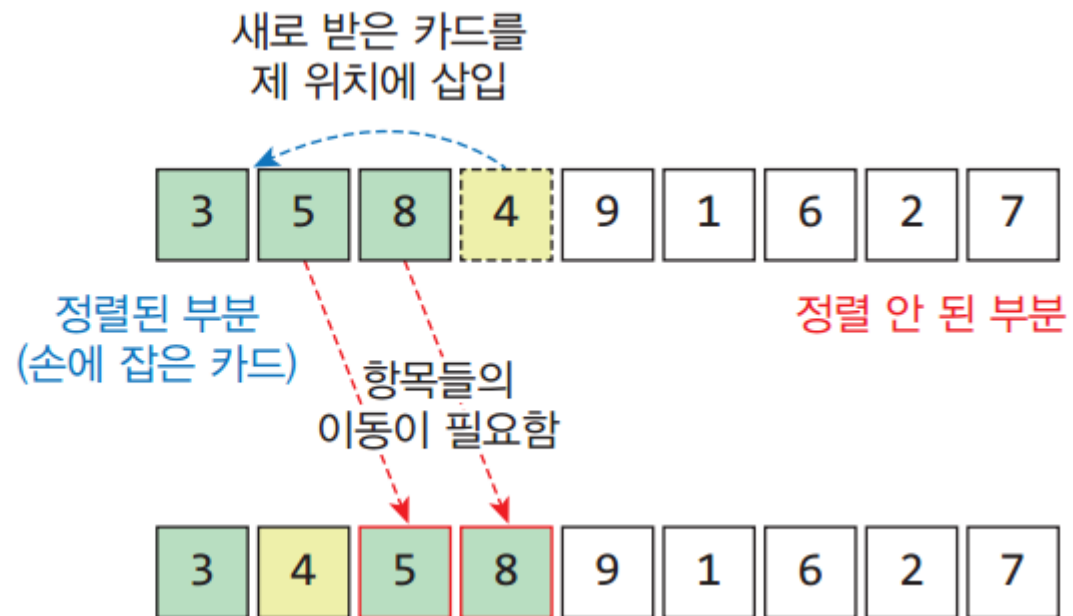 새로 받은 카드를
제 위치에 삽입
3 5 8 4 9 1 6 2 7
정렬된 부분
(손에 잡은 카드)
정렬 안 된 부분
항목들의
이동이 필요함
3 4 5 8 9 1 6 2 7